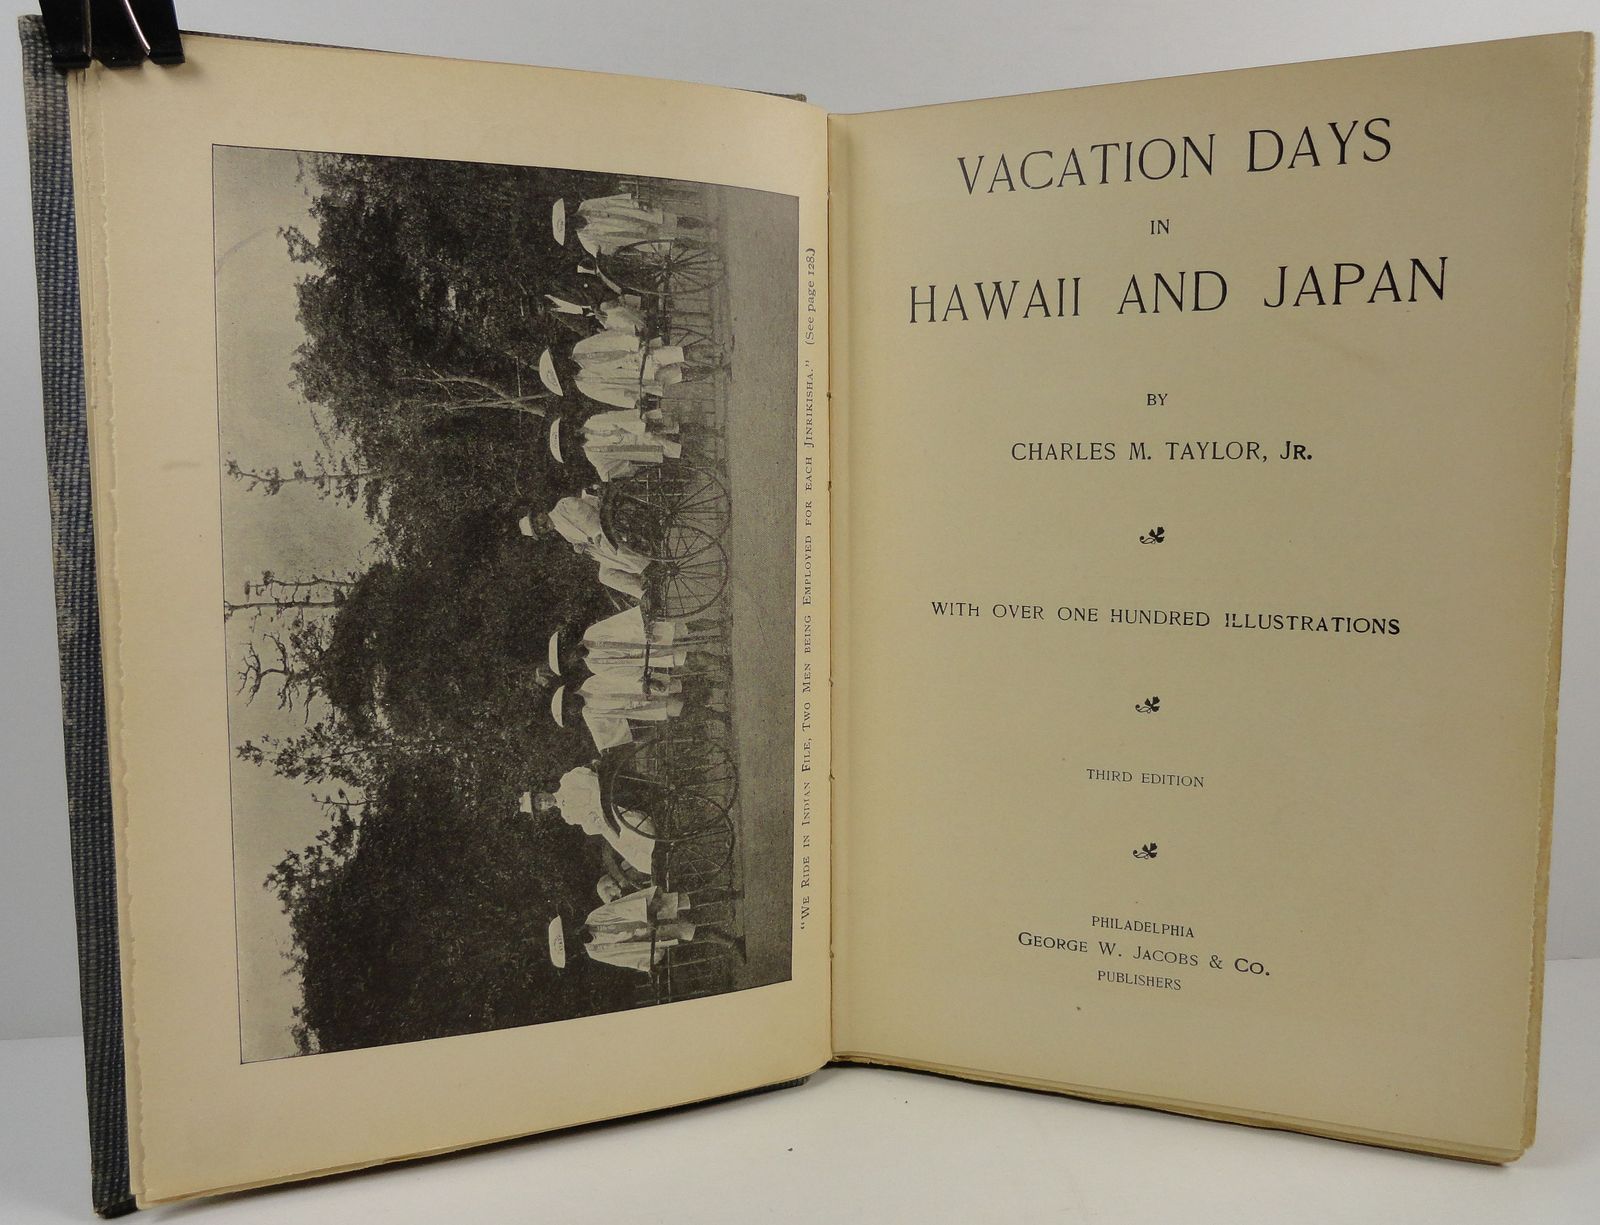 "We Ride in Indian File, Two Men being Employed for each Jinrikisha." (See page 128.)
VACATION DAYS
IN
HAWAII AND JAPAN
BY
CHARLES M. TAYLOR, JR.
WITH OVER ONE HUNDRED ILLUSTRATIONS
THIRD EDITION
PHILADELPHIA
GEORGE W. JACOBS & CO.
PUBLISHERS